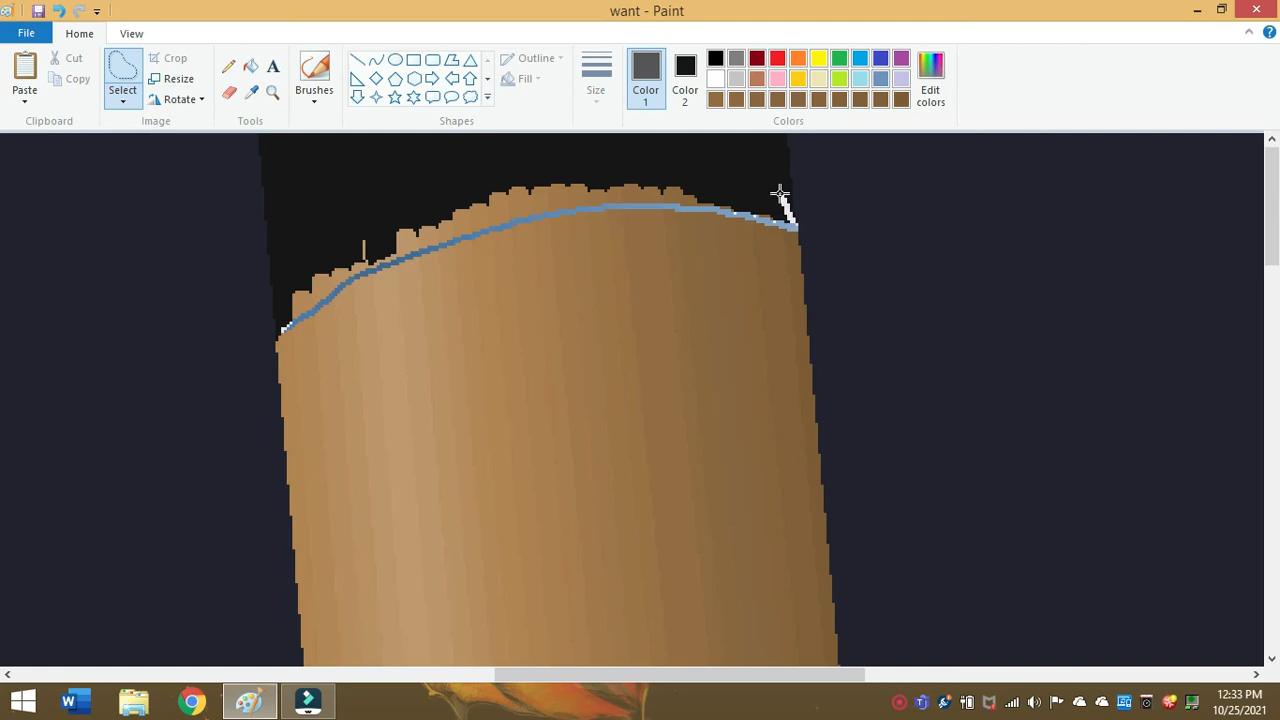 want - Paint
File
Home
View
Paste
Cut
Copy
Clipboard
Select
Crop
Resize
Rotate
Image
A
Tools
Brushes
Outline
Fill
Shapes
Size
Color
1
Color
2
Edit
colors
Colors
12:33 PM
10/25/2021